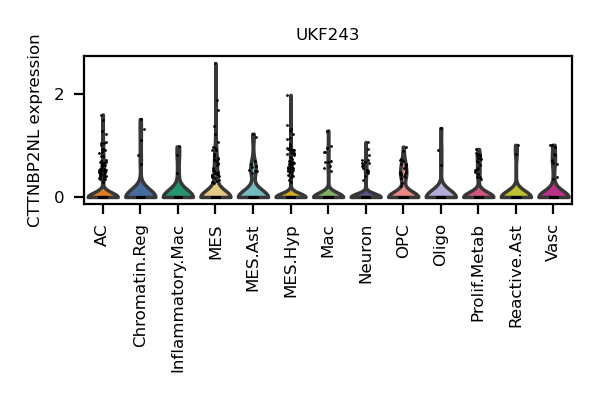 UKF243
CTTNBP2NL expression
2
0
AC
Chromatin.Reg
Inflammatory.Mac
MES
MES.Ast
MES.Hyp
Mac
Neuron
OPC
Oligo
Prolif.Metab
Reactive.Ast
Vasc